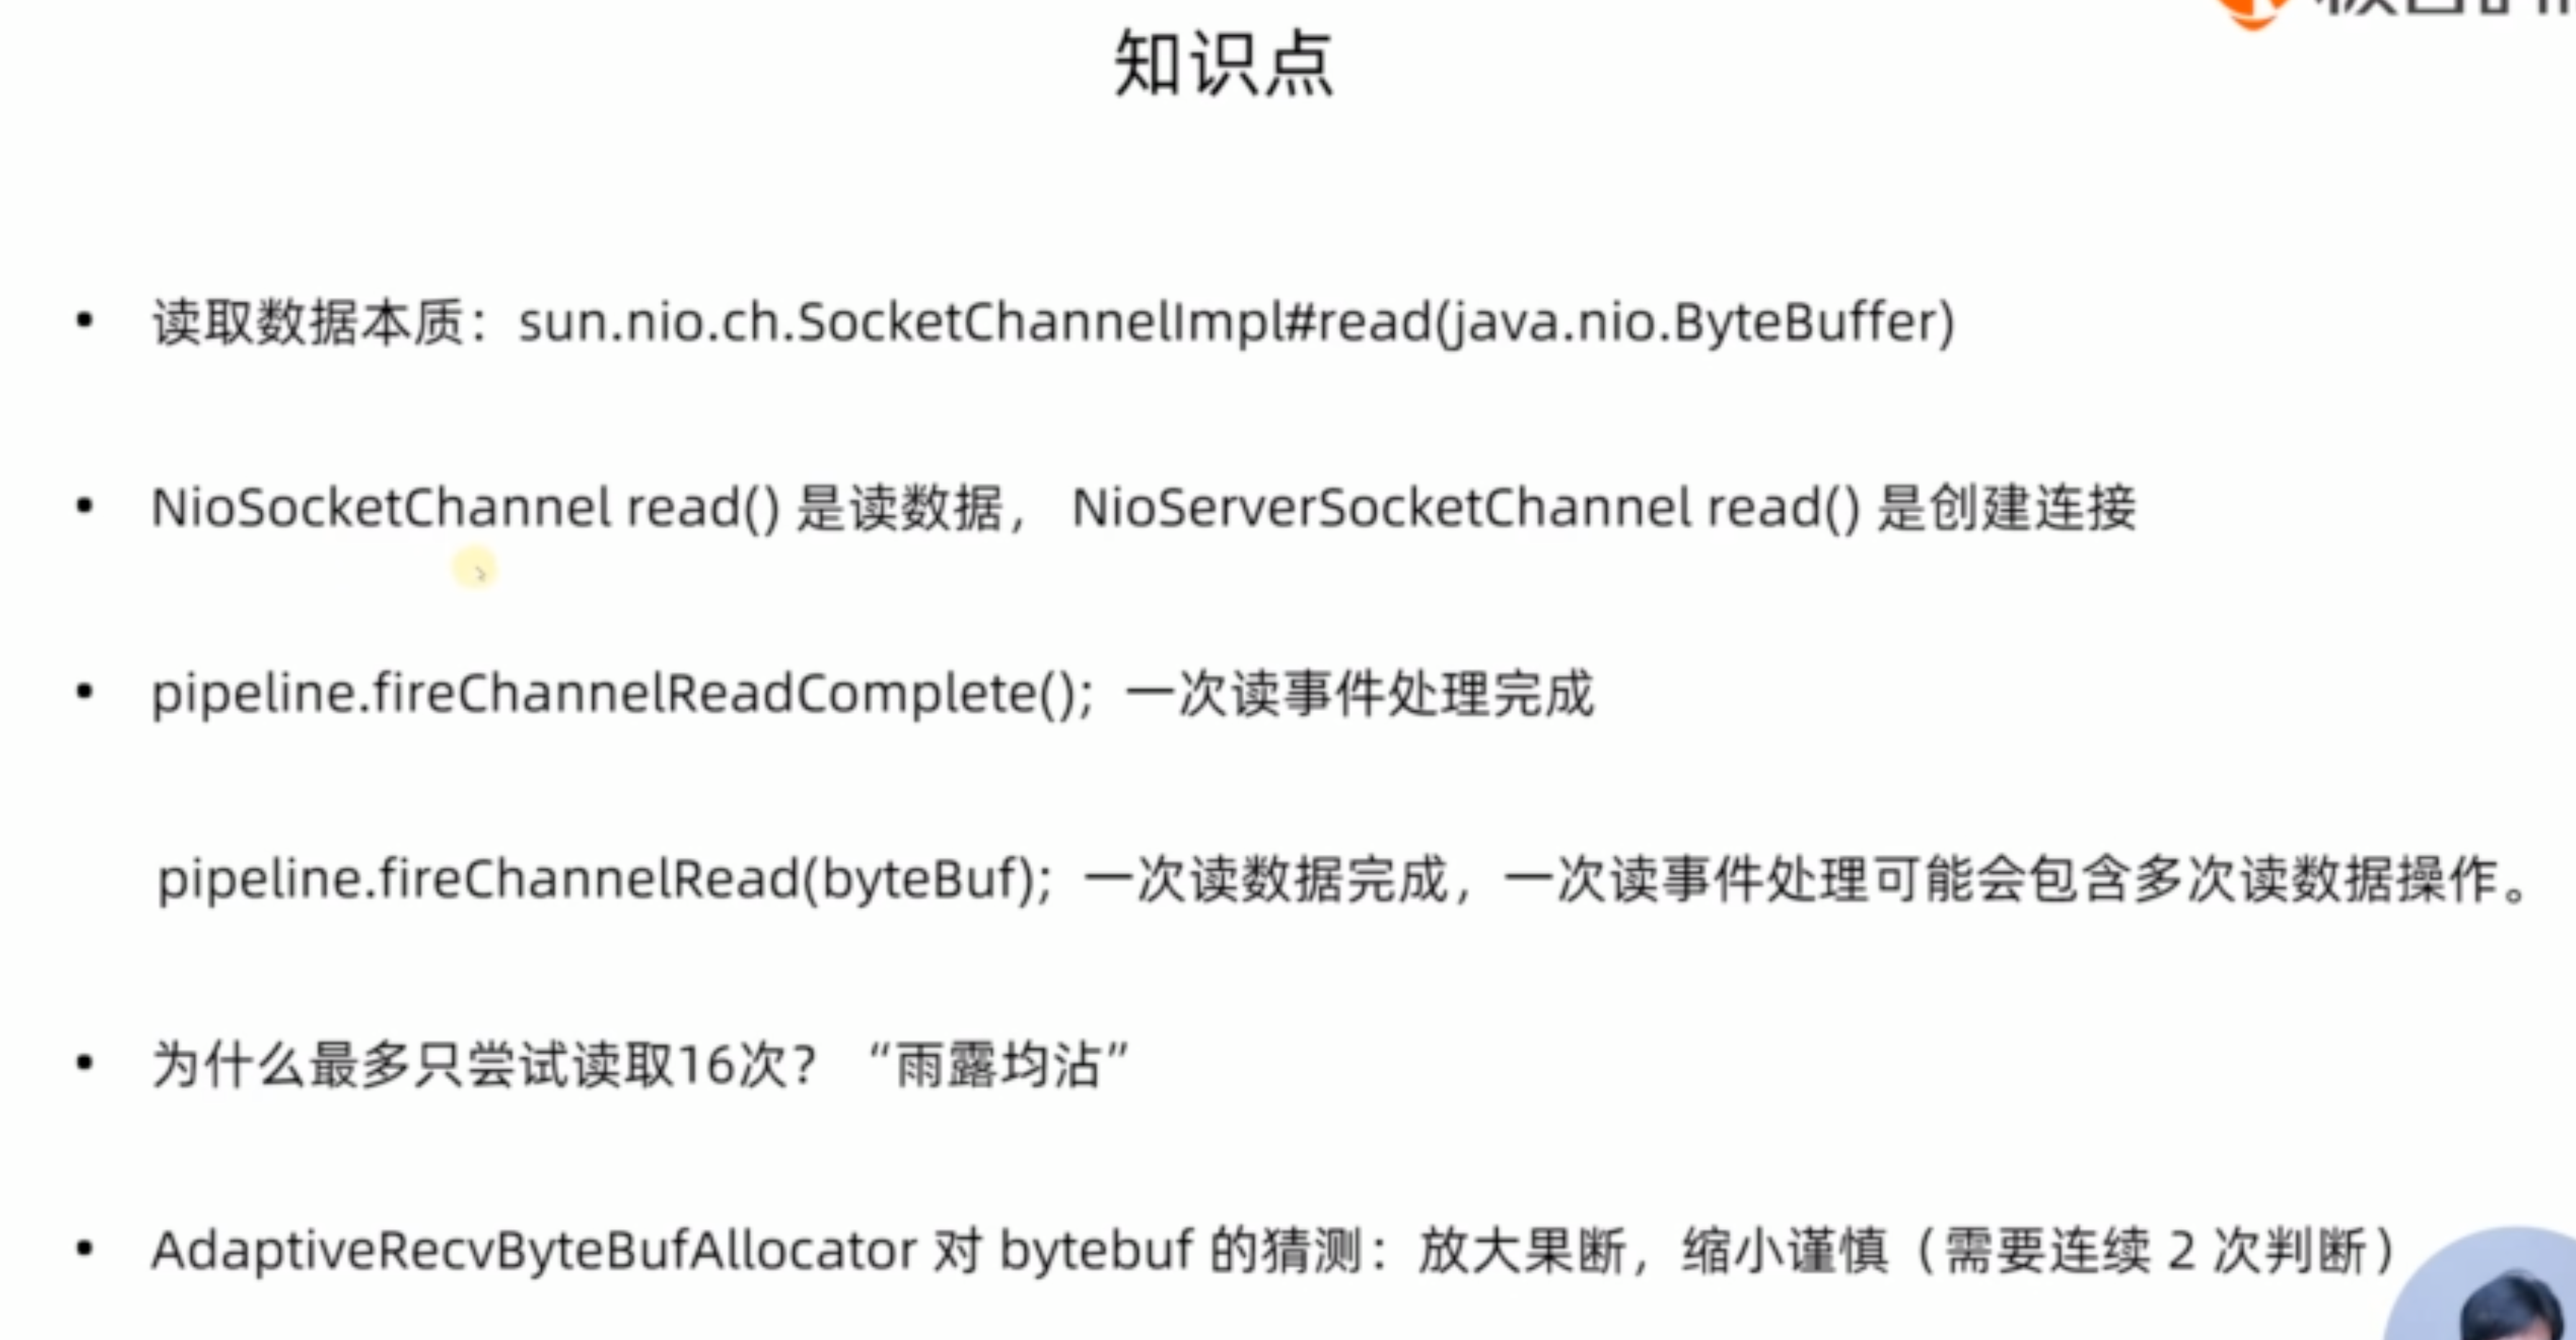 知识点
• 读取数据本质：sun.nio.ch.SocketChannelImpl#read(java.nio.ByteBuffer)
• NioSocketChannel read() 是读数据， NioServerSocketChannel read() 是创建连接
• pipeline.fireChannelReadComplete(); 一次读事件处理完成
pipeline.fireChannelRead(byteBuf); 一次读数据完成，一次读事件处理可能会包含多次读数据操作。
• 为什么最多只尝试读取16次？ “雨露均沾”
• AdaptiveRecvByteBufAllocator 对 bytebuf 的猜测：放大果断，缩小谨慎（需要连续 2 次判断）